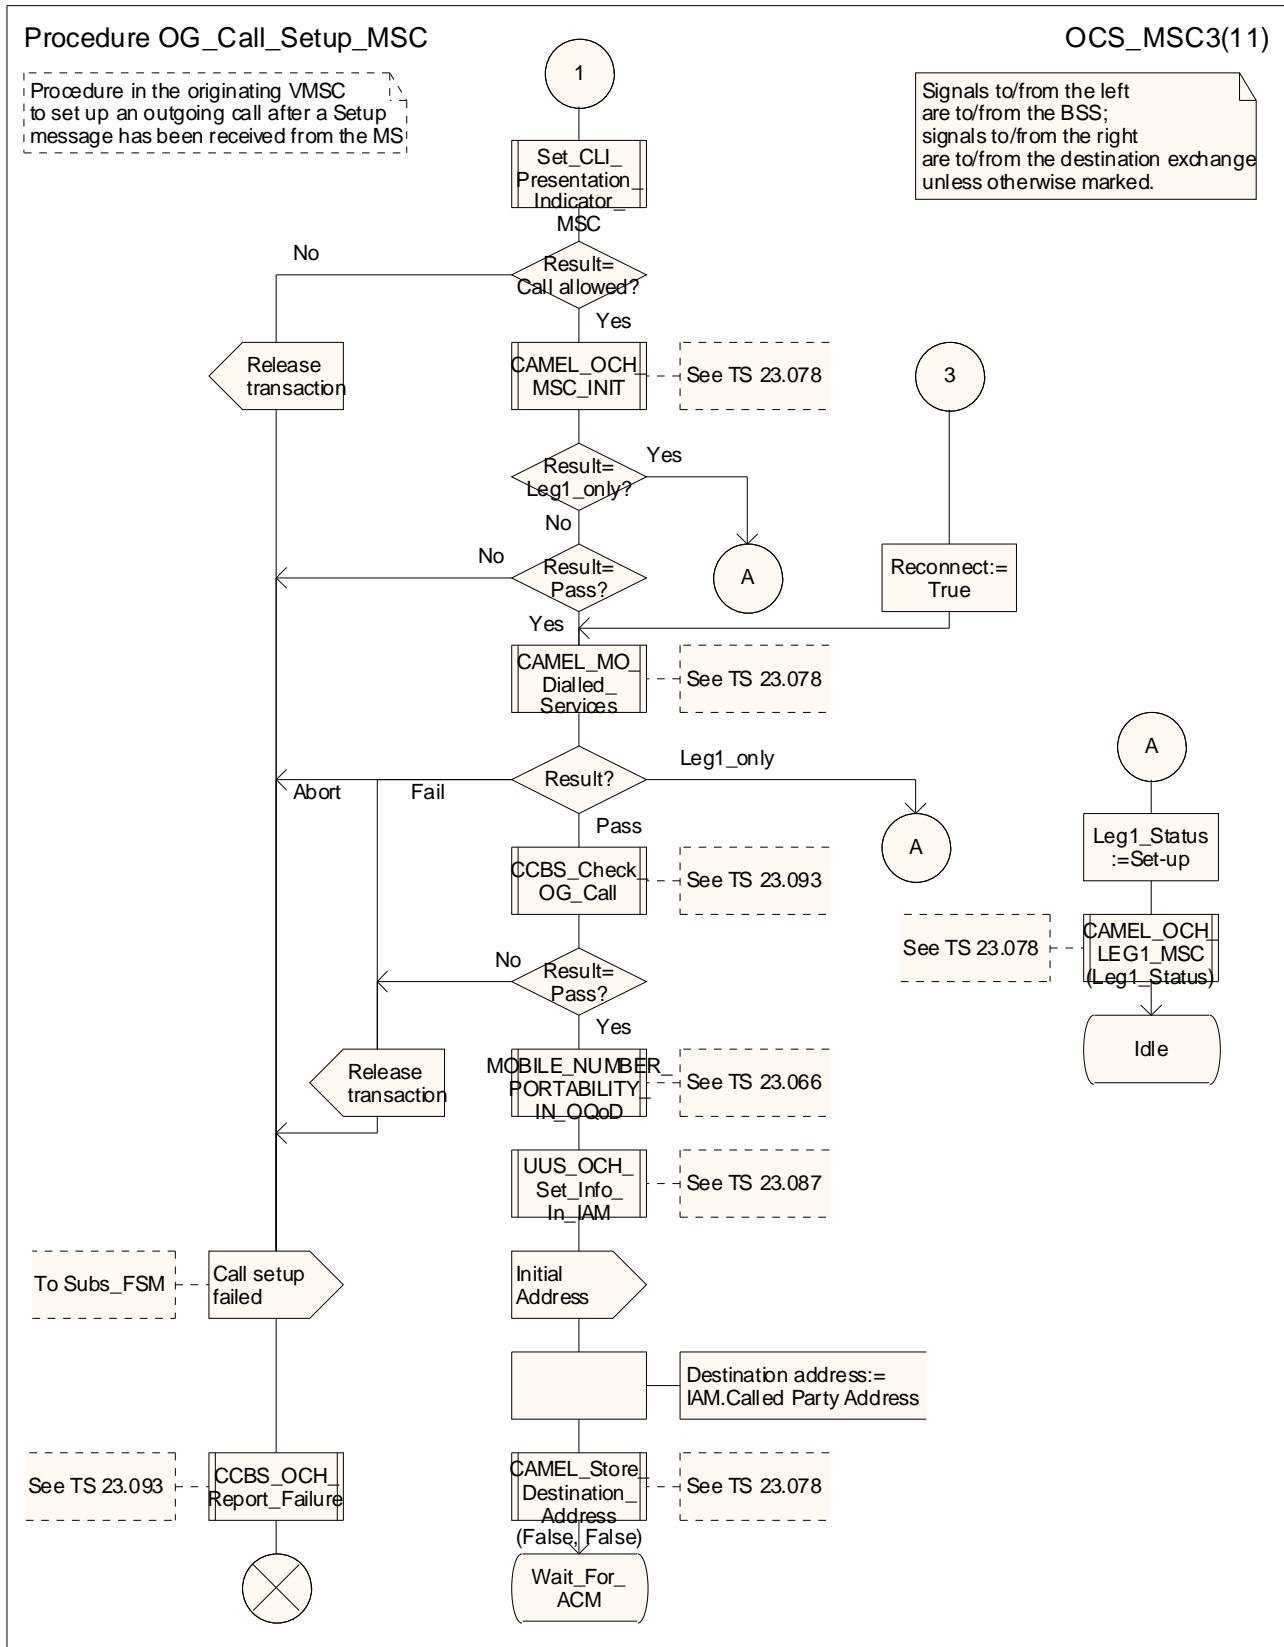 Procedure OG_Call_Setup_MSC
OCS_MSC3(11)
Procedure in the originating VMSC
to set up an outgoing call after a Setup
message has been received from the MS
1
Signals to/from the left
are to/from the BSS;
signals to/from the right
are to/from the destination exchange
unless otherwise marked.
Set_CLI_
Presentation_
Indicator_
MSC
No
Result=
Call allowed?
Yes
Release
transaction
CAMEL_OCH_
MSC_INIT
See TS 23.078
3
Result=
Leg1_only?
Yes
No
No
Result=
Pass?
A
Reconnect:=
True
Yes
CAMEL_MO_
Dialled_
Services
See TS 23.078
Abort
Fail
Result?
Leg1_only
A
Pass
A
Leg1_Status
:=Set-up
CCBS_Check_
OG_Call
See TS 23.093
See TS 23.078
CAMEL_OCH_
LEG1_MSC
(Leg1_Status)
No
Result=
Pass?
Yes
Idle
Release
transaction
MOBILE_NUMBER_
PORTABILITY_
IN_OQoD
See TS 23.066
UUS_OCH_
Set_Info_
In_IAM
See TS 23.087
To Subs_FSM
Call setup
failed
Initial
Address
Destination address:=
IAM.Called Party Address
See TS 23.093
CCBS_OCH_
Report_Failure
CAMEL_Store_
Destination_
Address
(False, False)
See TS 23.078
Wait_For_
ACM